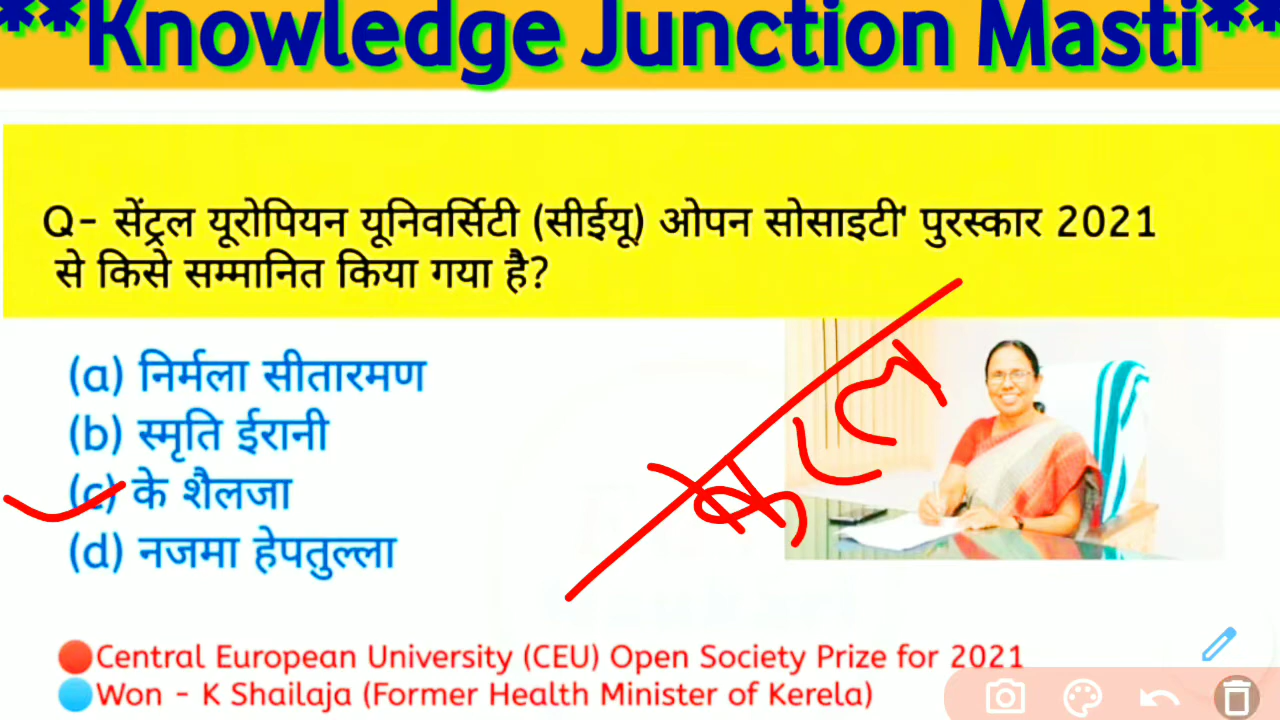 **Knowledge Junction Masti**
Q- सेंट्रल यूरोपियन यूनिवर्सिटी (सीईयू) ओपन सोसाइटी' पुरस्कार 2021
से किसे सम्मानित किया गया है?
(a) निर्मला सीतारमण
(b) स्मृति ईरानी
(c) के शैलजा
(d) नजमा हेपतुल्ला
Central European University (CEU) Open Society Prize for 2021
Won - K Shailaja (Former Health Minister of Kerela)